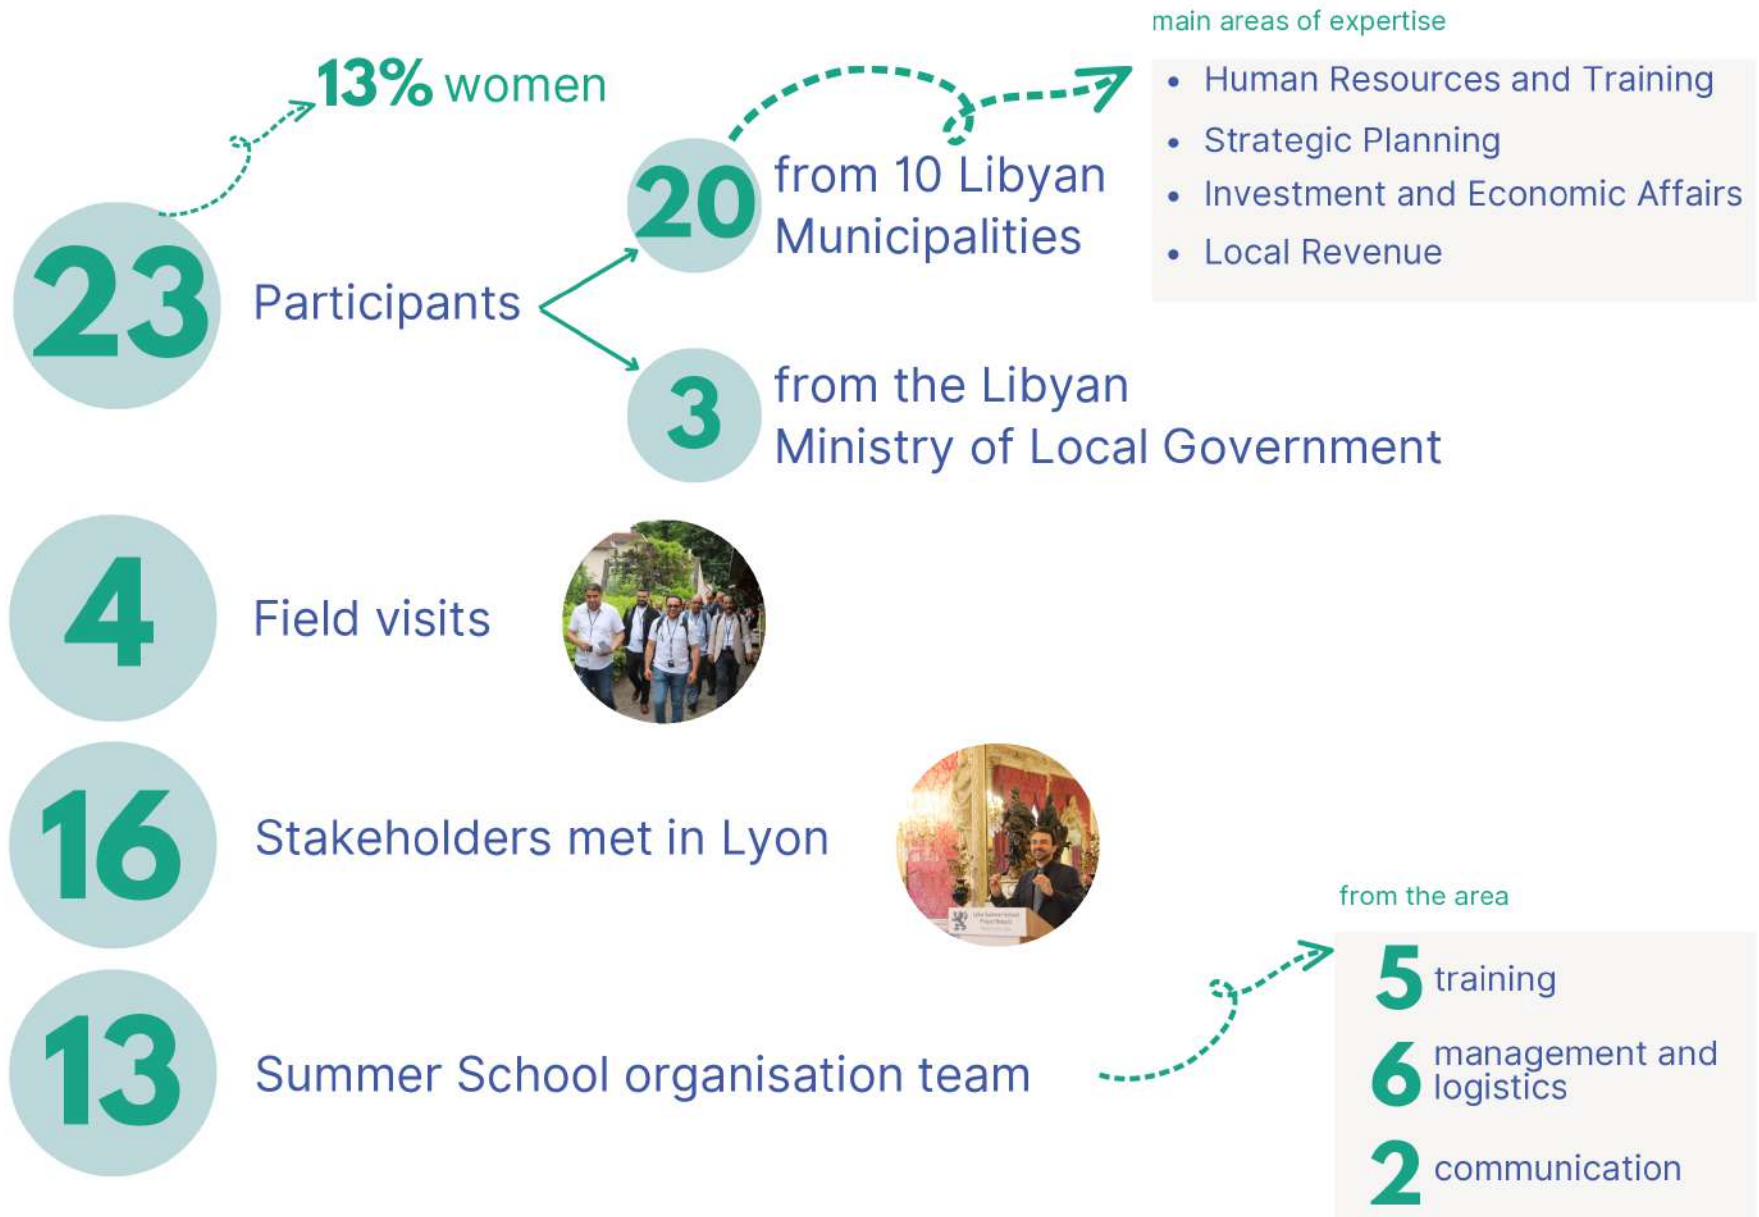 main areas of expertise
13% women
• Human Resources and Training
• Strategic Planning
• Investment and Economic Affairs
• Local Revenue
20 from 10 Libyan
Municipalities
23 Participants
3 from the Libyan
Ministry of Local Government
4 Field visits
16 Stakeholders met in Lyon
13 Summer School organisation team
from the area
5 training
6 management and
logistics
2 communication